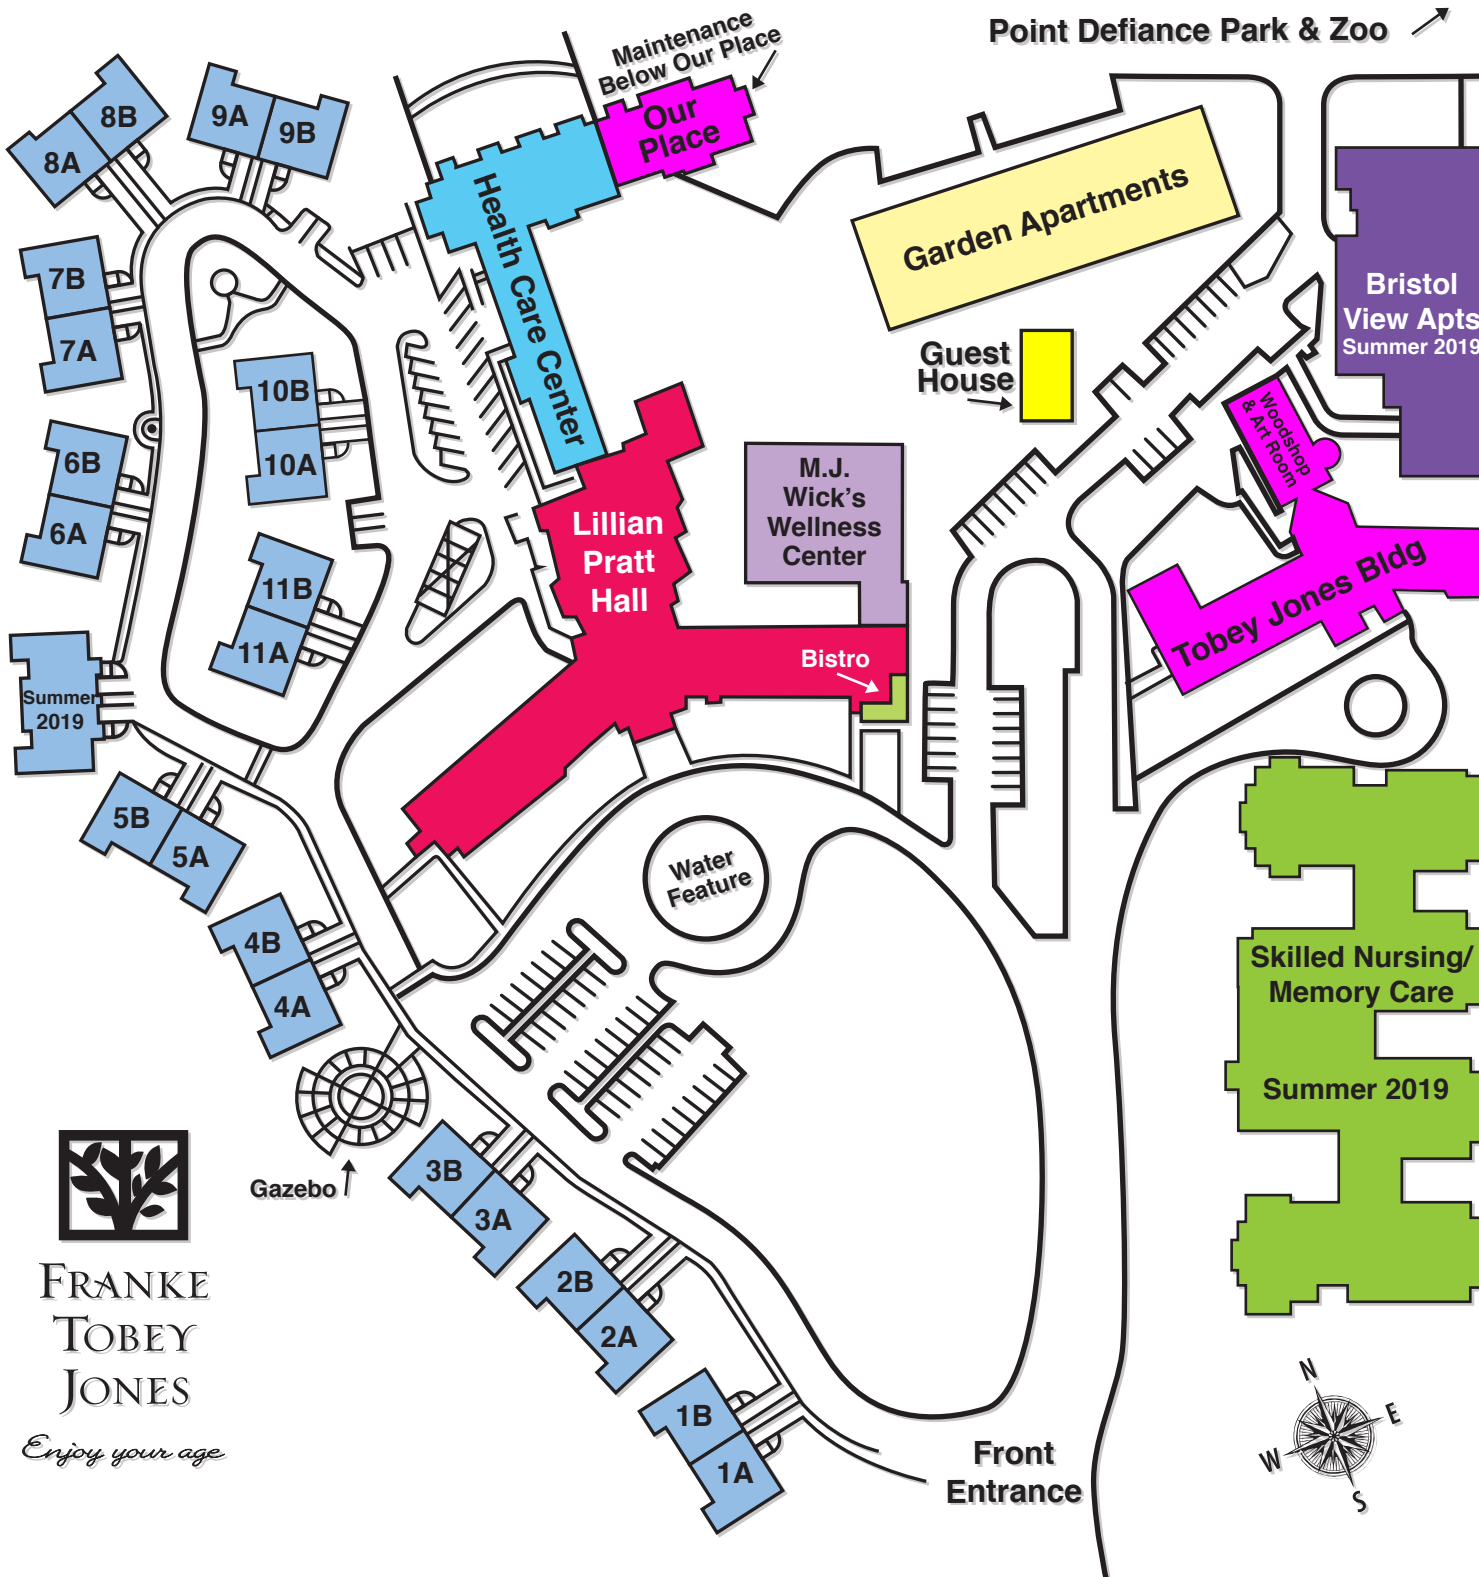 Point Defiance Park & Zoo
Maintenance
Below Our Place
Our
Place
8B
8A
9A
9B
Health Care Center
Garden Apartments
7B
7A
Bristol
View Apts
Summer 2019
Guest
House
10B
10A
Woodshop
& Art Room
6B
6A
M.J.
Wick's
Wellness
Center
Lillian
Pratt
Hall
11B
11A
Tobey Jones Bldg
Bistro
Summer
2019
5B
5A
Water
Feature
4B
4A
Skilled Nursing/
Memory Care
Summer 2019
Gazebo
3B
3A
2B
2A
1B
1A
FRANKE
TOBEY
JONES
Enjoy your age
Front
Entrance
N
E
W
S